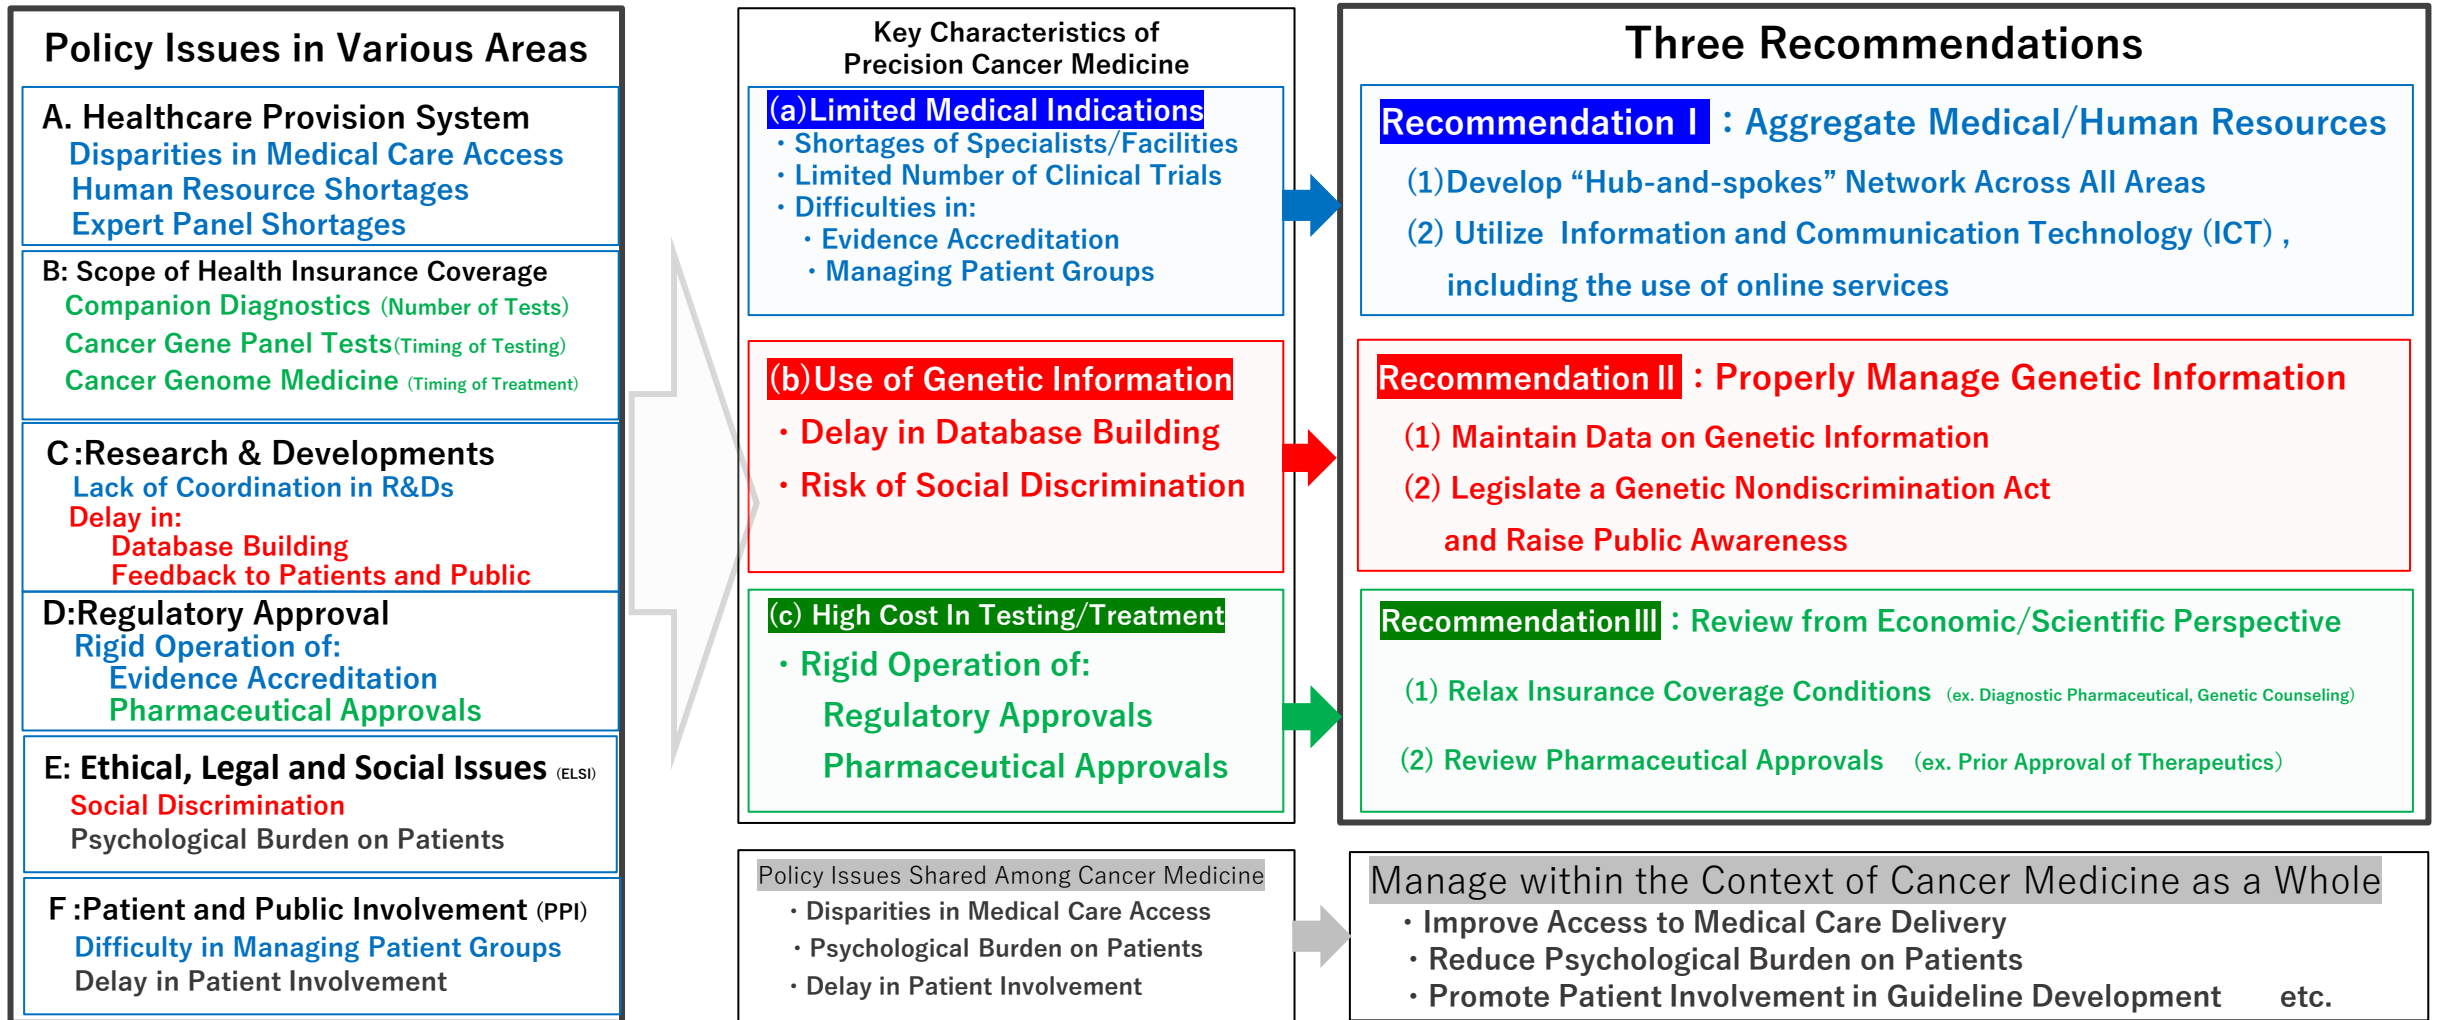 Policy Issues in Various Areas
A. Healthcare Provision System
Disparities in Medical Care Access
Human Resource Shortages
Expert Panel Shortages
B: Scope of Health Insurance Coverage
Companion Diagnostics (Number of Tests)
Cancer Gene Panel Tests(Timing of Testing)
Cancer Genome Medicine (Timing of Treatment)
C :Research & Developments
Lack of Coordination in R&Ds
Delay in:
Database Building
Feedback to Patients and Public
D:Regulatory Approval
Rigid Operation of:
Evidence Accreditation
Pharmaceutical Approvals
E: Ethical, Legal and Social Issues (ELSI)
Social Discrimination
Psychological Burden on Patients
F :Patient and Public Involvement (PPI)
Difficulty in Managing Patient Groups
Delay in Patient Involvement
Key Characteristics of
Precision Cancer Medicine
(a)Limited Medical Indications
・Shortages of Specialists/Facilities
・Limited Number of Clinical Trials
・Difficulties in:
・Evidence Accreditation
・Managing Patient Groups
(b)Use of Genetic Information
・Delay in Database Building
・Risk of Social Discrimination
(c) High Cost In Testing/Treatment
・Rigid Operation of:
Regulatory Approvals
Pharmaceutical Approvals
Policy Issues Shared Among Cancer Medicine
・Disparities in Medical Care Access
・Psychological Burden on Patients
・Delay in Patient Involvement
Three Recommendations
Recommendation Ⅰ：Aggregate Medical/Human Resources
(1)Develop “Hub-and-spokes” Network Across All Areas
(2) Utilize Information and Communication Technology (ICT) ,
including the use of online services
Recommendation Ⅱ：Properly Manage Genetic Information
(1) Maintain Data on Genetic Information
(2) Legislate a Genetic Nondiscrimination Act
and Raise Public Awareness
Recommendation Ⅲ：Review from Economic/Scientific Perspective
(1) Relax Insurance Coverage Conditions (ex. Diagnostic Pharmaceutical, Genetic Counseling)
(2) Review Pharmaceutical Approvals (ex. Prior Approval of Therapeutics)
Manage within the Context of Cancer Medicine as a Whole
・Improve Access to Medical Care Delivery
・Reduce Psychological Burden on Patients
・Promote Patient Involvement in Guideline Development etc.